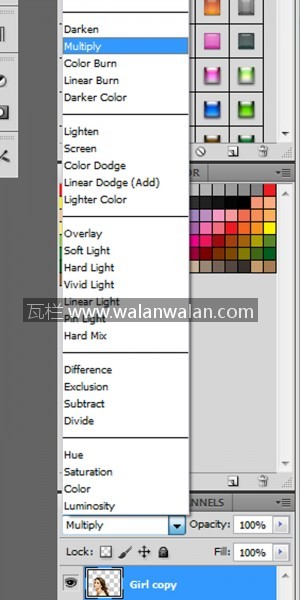 Darken
Multiply
Color Burn
Linear Burn
Darker Color
Lighten
Screen
Color Dodge
Linear Dodge (Add)
Lighter Color
Overlay
Soft Light
Hard Light
Vivid Light
Linear Light
瓦栏 www.walanwalan.com
Pin Light
Hard Mix
Difference
Exclusion
Subtract
Divide
Hue
Saturation
Color
Luminosity
NNELS
Multiply Opacity: 100%
Lock: Fill: 100%
Girl copy